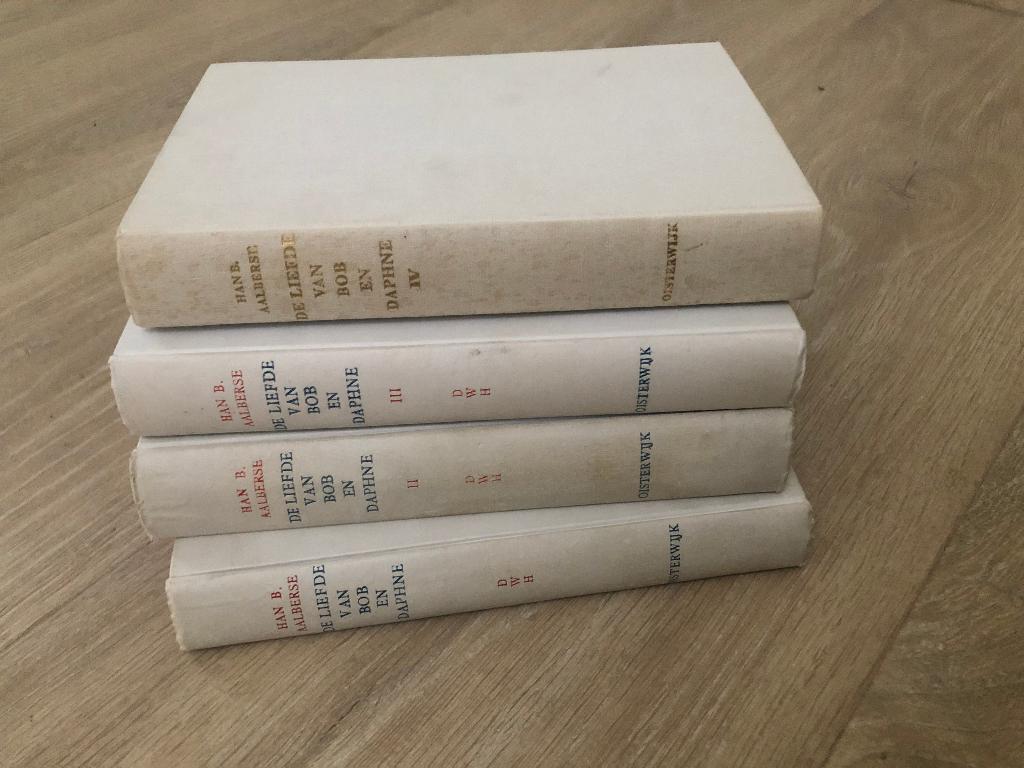 HAN B.
AALBERSE
DE LIEFDE
VAN
BOB
EN
DAPHNE
IV
OISTERWIJK
HAN B.
AALBERSE
DE LIEFDE
VAN
BOB
EN
DAPHNE
III
D
W
H
OISTERWIJK
HAN B.
AALBERSE
DE LIEFDE
VAN
BOB
EN
DAPHNE
II
D
W
H
OISTERWIJK
HAN B.
AALBERSE
DE LIEFDE
VAN
BOB
EN
DAPHNE
D
W
H
OISTERWIJK